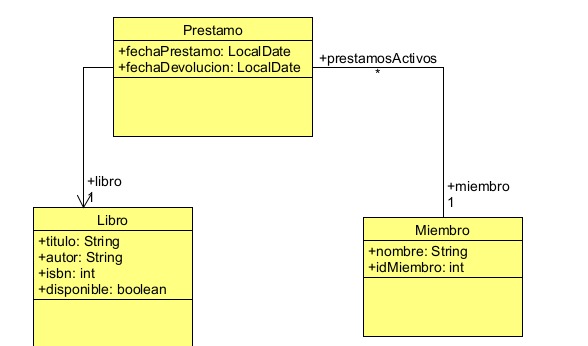 Prestamo
+fechaPrestamo: LocalDate
+fechaDevolucion: LocalDate
+prestamosActivos
*
+libro
1
+miembro
1
Libro
+titulo: String
+autor: String
+isbn: int
+disponible: boolean
Miembro
+nombre: String
+idMiembro: int